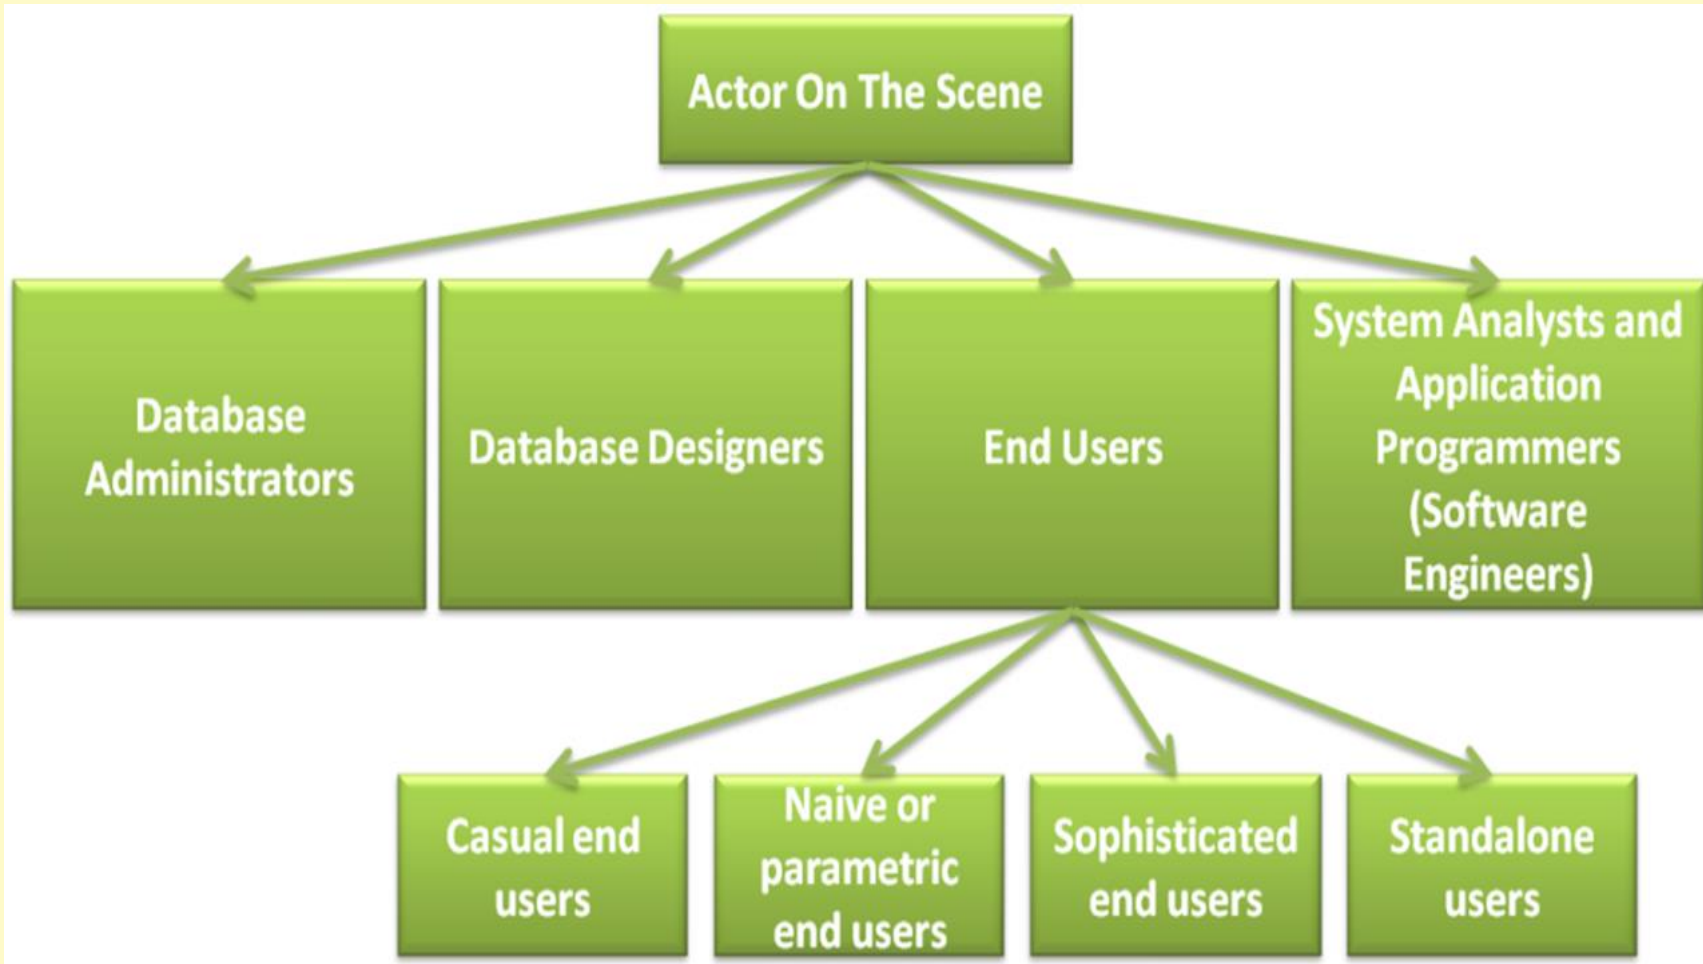 Actor On The Scene
Database
Administrators
Database Designers
End Users
System Analysts and
Application
Programmers
(Software
Engineers)
Casual end
users
Naive or
parametric
end users
Sophisticated
end users
Standalone
users